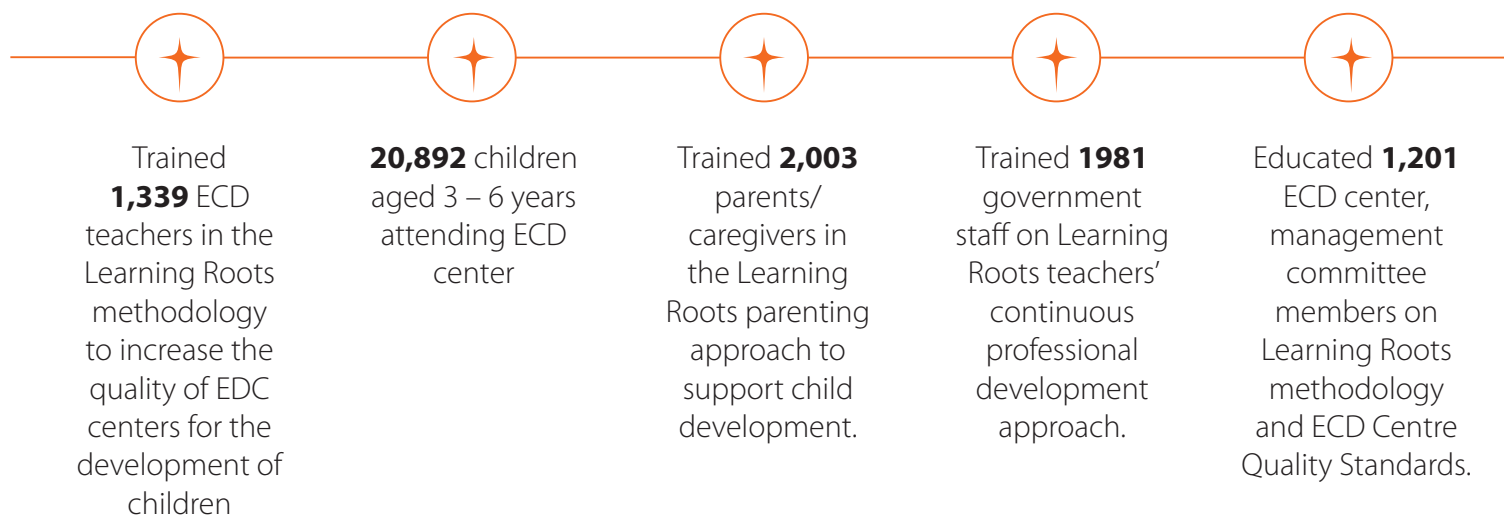 Trained
1,339 ECD
teachers in the
Learning Roots
methodology
to increase the
quality of EDC
centers for the
development of
children
20,892 children
aged 3 – 6 years
attending ECD
center
Trained 2,003
parents/
caregivers in
the Learning
Roots parenting
approach to
support child
development.
Trained 1981
government
staff on Learning
Roots teachers’
continuous
professional
development
approach.
Educated 1,201
ECD center,
management
committee
members on
Learning Roots
methodology
and ECD Centre
Quality Standards.